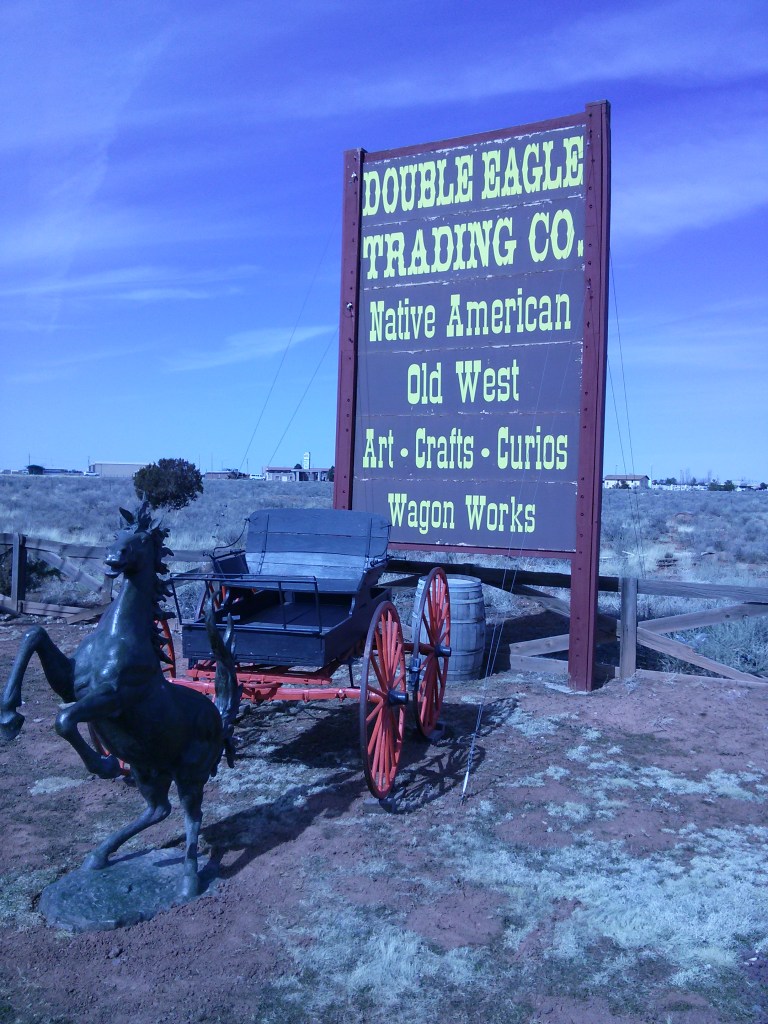 DOUBLE EAGLE
TRADING CO.
Native American
Old West
Art • Crafts • Curios
Wagon Works